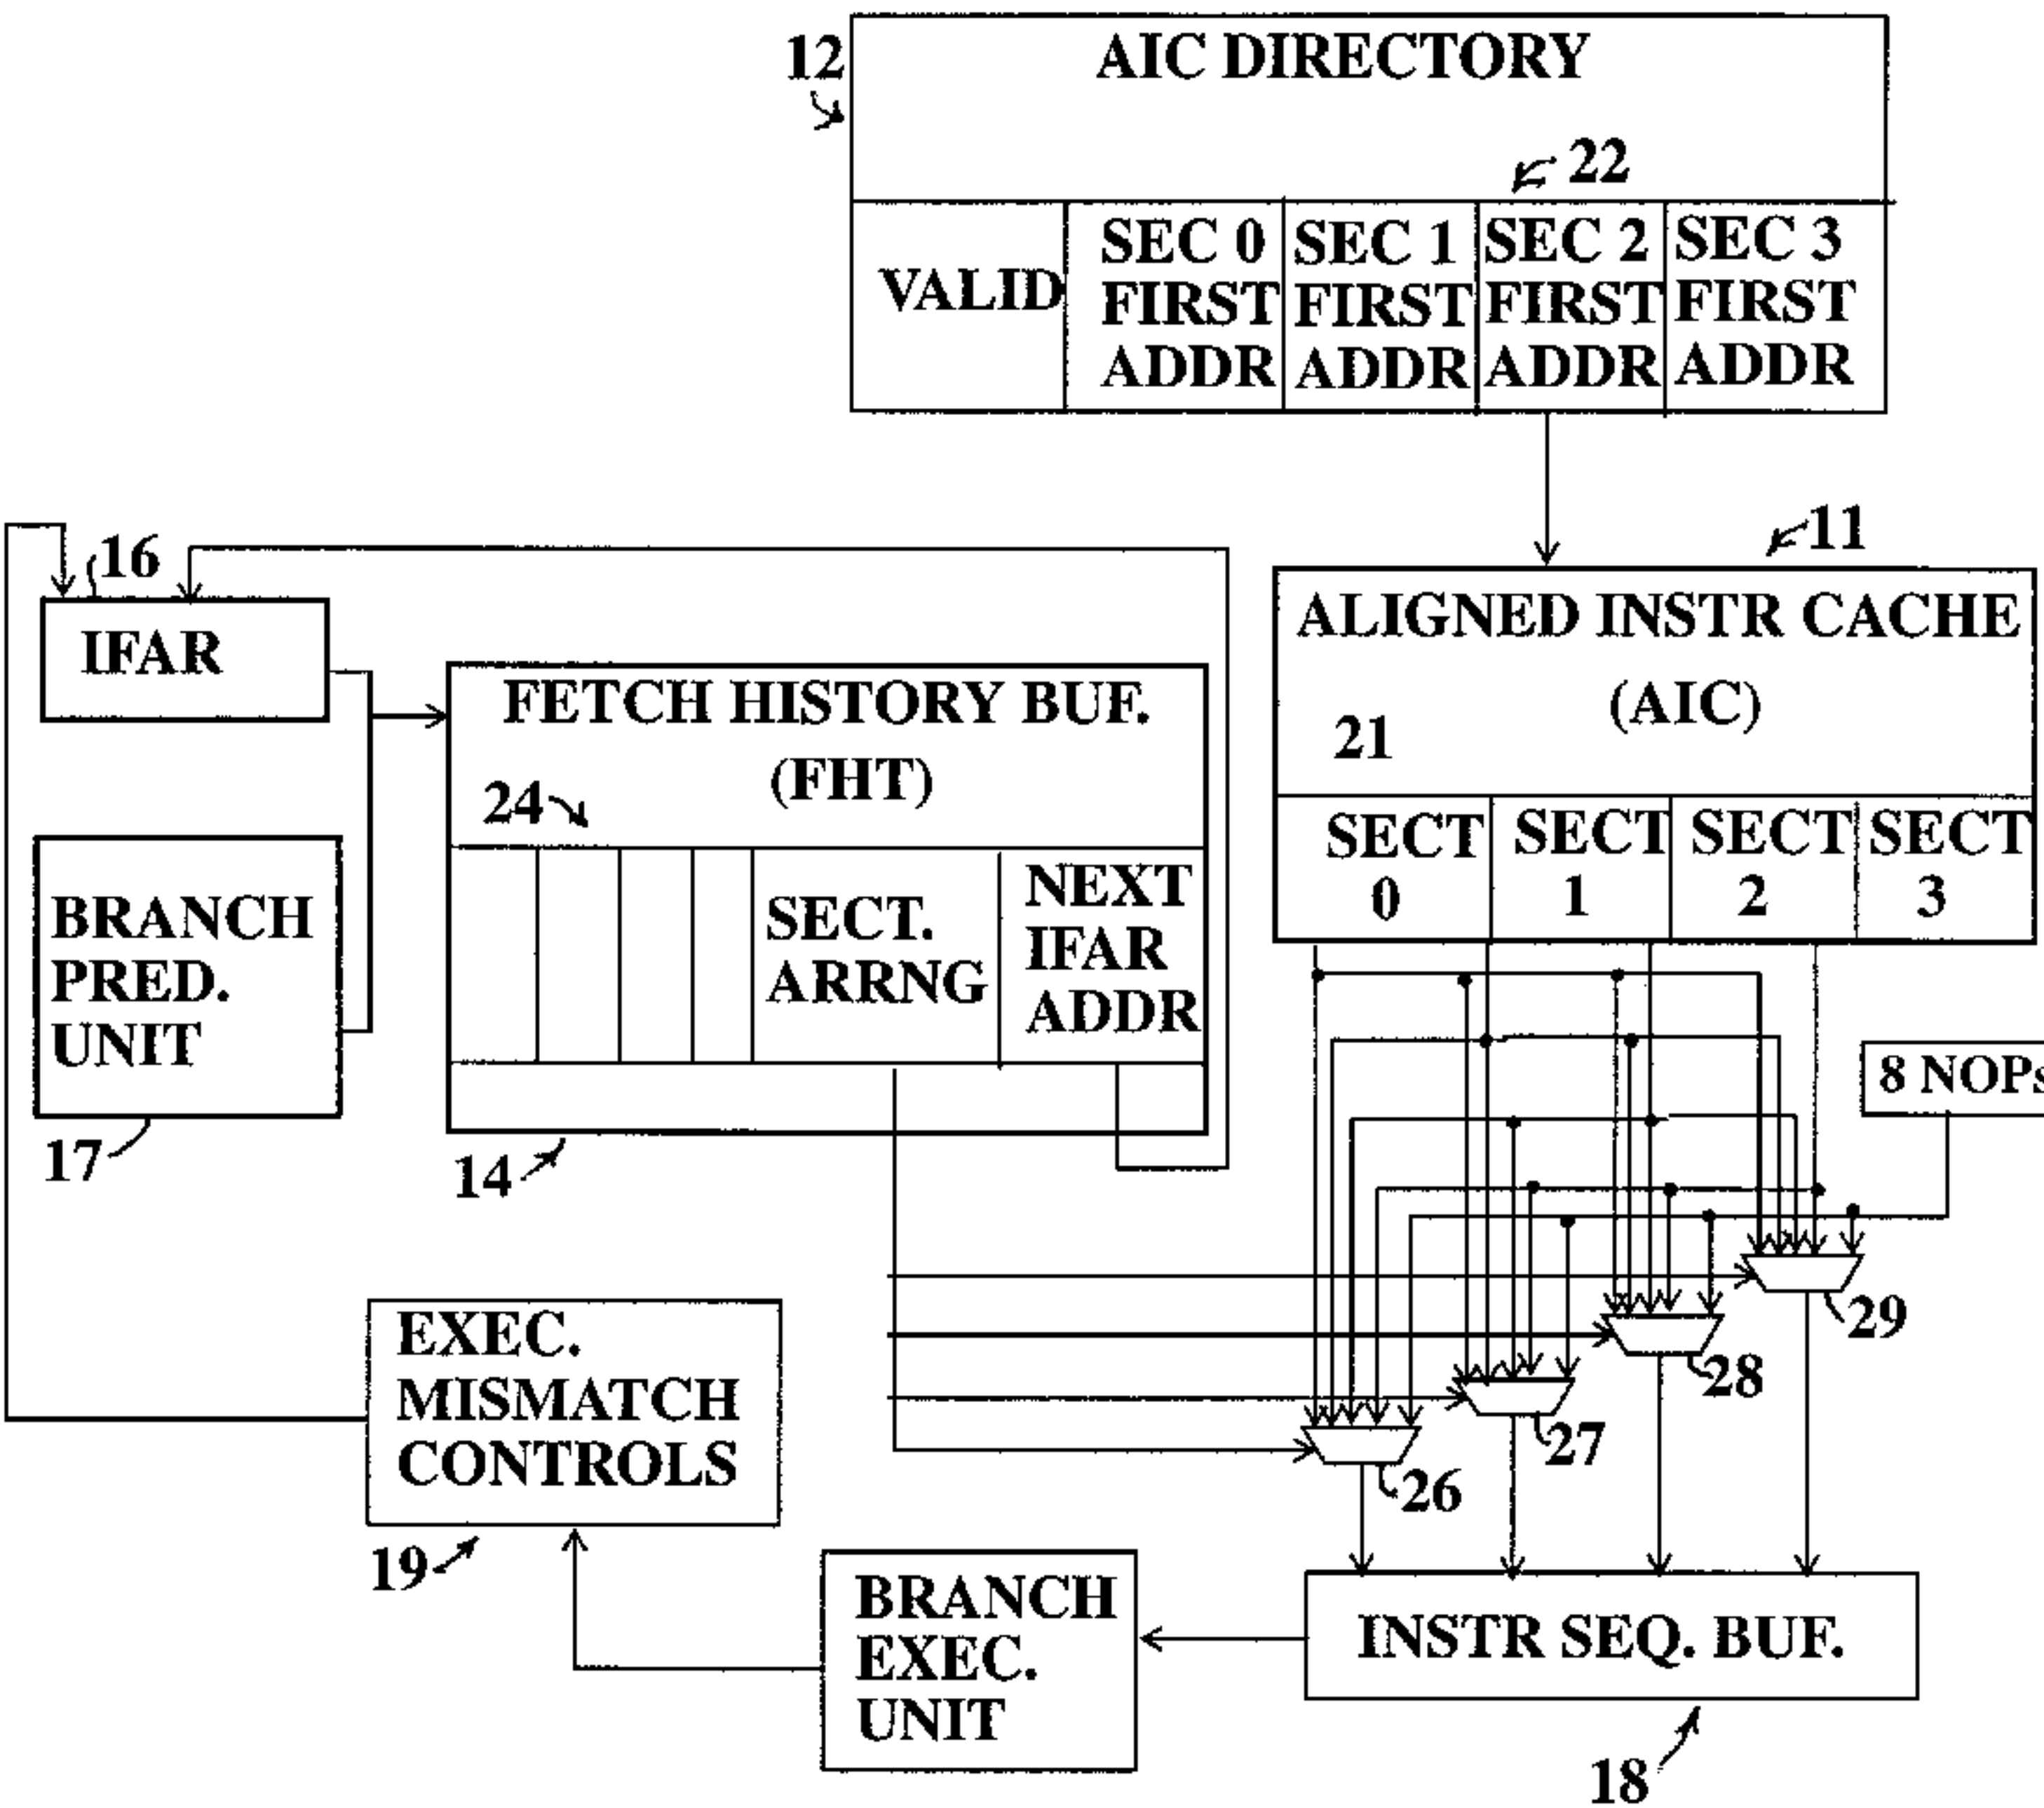 12
AIC DIRECTORY
22
VALID
SEC 0
FIRST
ADDR
SEC 1
FIRST
ADDR
SEC 2
FIRST
ADDR
SEC 3
FIRST
ADDR
11
16
IFAR
ALIGNED INSTR CACHE
(AIC)
21
SECT
0
SECT
1
SECT
2
SECT
3
FETCH HISTORY BUF.
(FHT)
24
SECT.
ARRNG
NEXT
IFAR
ADDR
BRANCH
PRED.
UNIT
17
14
8 NOPs
29
28
27
26
EXEC.
MISMATCH
CONTROLS
19
BRANCH
EXEC.
UNIT
INSTR SEQ. BUF.
18